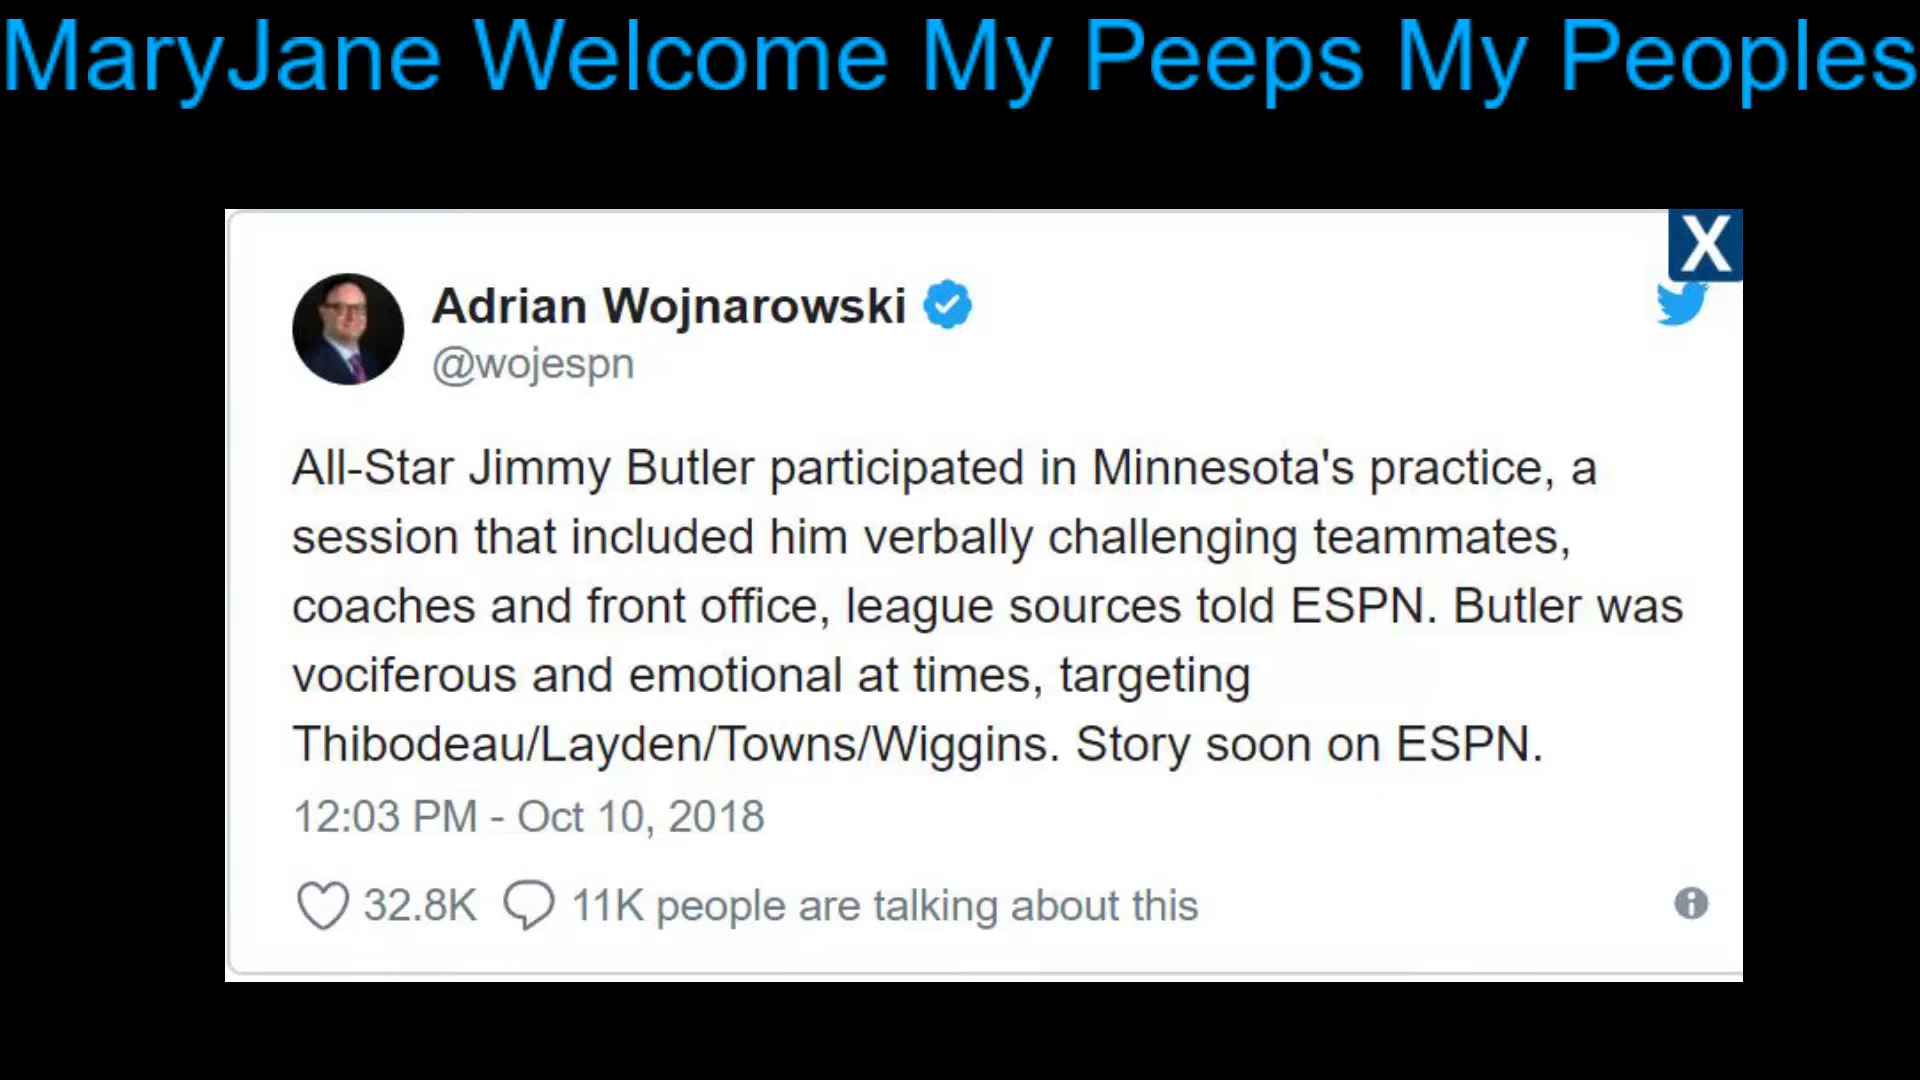 MaryJane Welcome My Peeps My Peoples
X
Adrian Wojnarowski
@wojespn
All-Star Jimmy Butler participated in Minnesota's practice, a
session that included him verbally challenging teammates,
coaches and front office, league sources told ESPN. Butler was
vociferous and emotional at times, targeting
Thibodeau/Layden/Towns/Wiggins. Story soon on ESPN.
12:03 PM - Oct 10, 2018
32.8K 11K people are talking about this